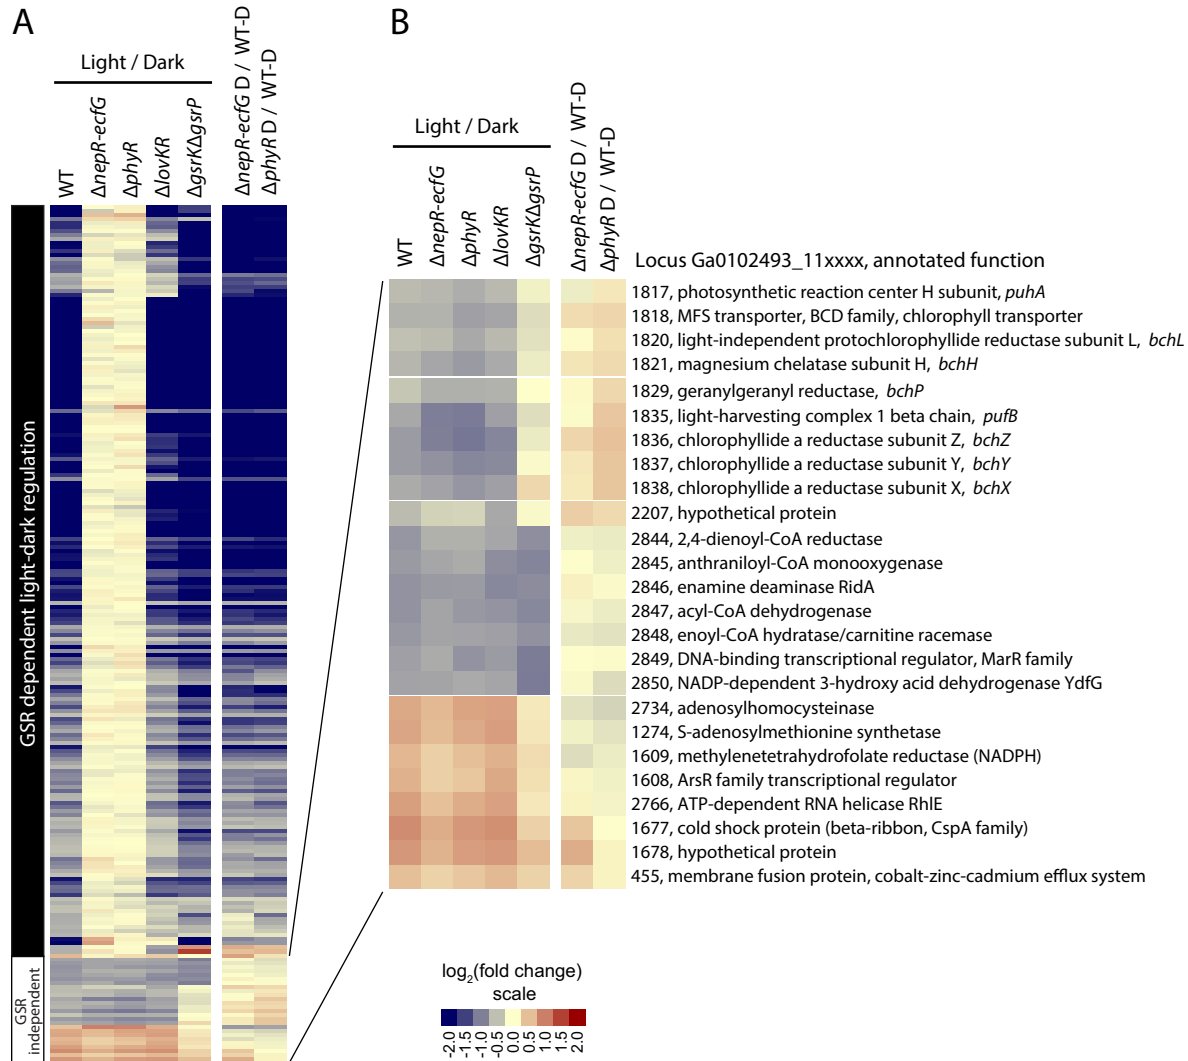 A
Light / Dark
WT
ΔnepR-ecfG
ΔphyR
ΔlovKR
ΔgsrKΔgsrP
ΔnepR-ecfG D / WT-D
ΔphyR D / WT-D
GSR dependent light-dark regulation
GSR
independent
B
Light / Dark
WT
ΔnepR-ecfG
ΔphyR
ΔlovKR
ΔgsrKΔgsrP
ΔnepR-ecfG D / WT-D
ΔphyR D / WT-D
Locus Ga0102493_11xxxx, annotated function
1817, photosynthetic reaction center H subunit, puhA
1818, MFS transporter, BCD family, chlorophyll transporter
1820, light-independent protochlorophyllide reductase subunit L, bchL
1821, magnesium chelatase subunit H, bchH
1829, geranylgeranyl reductase, bchP
1835, light-harvesting complex 1 beta chain, pufB
1836, chlorophyllide a reductase subunit Z, bchZ
1837, chlorophyllide a reductase subunit Y, bchY
1838, chlorophyllide a reductase subunit X, bchX
2207, hypothetical protein
2844, 2,4-dienoyl-CoA reductase
2845, anthraniloyl-CoA monooxygenase
2846, enamine deaminase RidA
2847, acyl-CoA dehydrogenase
2848, enoyl-CoA hydratase/carnitine racemase
2849, DNA-binding transcriptional regulator, MarR family
2850, NADP-dependent 3-hydroxy acid dehydrogenase YdfG
2734, adenosylhomocysteinase
1274, S-adenosylmethionine synthetase
1609, methylenetetrahydrofolate reductase (NADPH)
1608, ArsR family transcriptional regulator
2766, ATP-dependent RNA helicase RhlE
1677, cold shock protein (beta-ribbon, CspA family)
1678, hypothetical protein
455, membrane fusion protein, cobalt-zinc-cadmium efflux system
log2(fold change)
scale
-2.0 -1.5 -1.0 -0.5 0.0 0.5 1.0 1.5 2.0